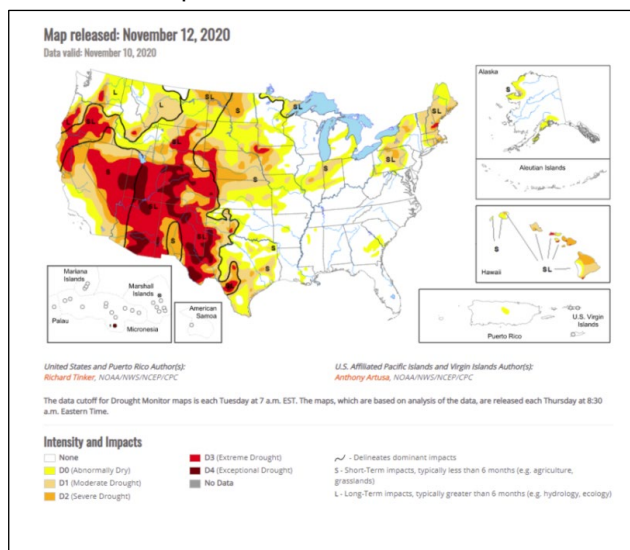 Map released: November 12, 2020
Data valid: November 10, 2020
Alaska
S
Aleutian Islands
S
Hawaii
SL
Puerto Rico
U.S. Virgin
Islands
L
SL
S
L
SL
SL
S
S
S
SL
S
SL
S
S
Mariana
Islands
Marshall
Islands
Palau
Micronesia
American
Samoa
United States and Puerto Rico Author(s):
Richard Tinker, NOAA/NWS/NCEP/CPC
U.S. Affiliated Pacific Islands and Virgin Islands Author(s):
Anthony Artusa, NOAA/NWS/NCEP/CPC
The data cutoff for Drought Monitor maps is each Tuesday at 7 a.m. EST. The maps, which are based on analysis of the data, are released each Thursday at 8:30
a.m. Eastern Time.
Intensity and Impacts
None
D0 (Abnormally Dry)
D1 (Moderate Drought)
D2 (Severe Drought)
D3 (Extreme Drought)
D4 (Exceptional Drought)
No Data
- Delineates dominant impacts
S - Short-Term impacts, typically less than 6 months (e.g. agriculture,
grasslands)
L - Long-Term impacts, typically greater than 6 months (e.g. hydrology, ecology)